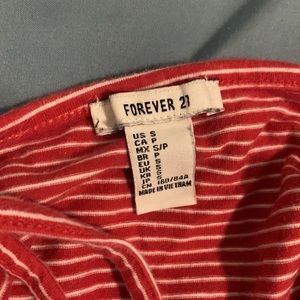 FOREVER 21
US S
CA P
MX S/P
BR P
EU S
UK S
KR S
JP S
CN 160/84A
MADE IN VIETNAM